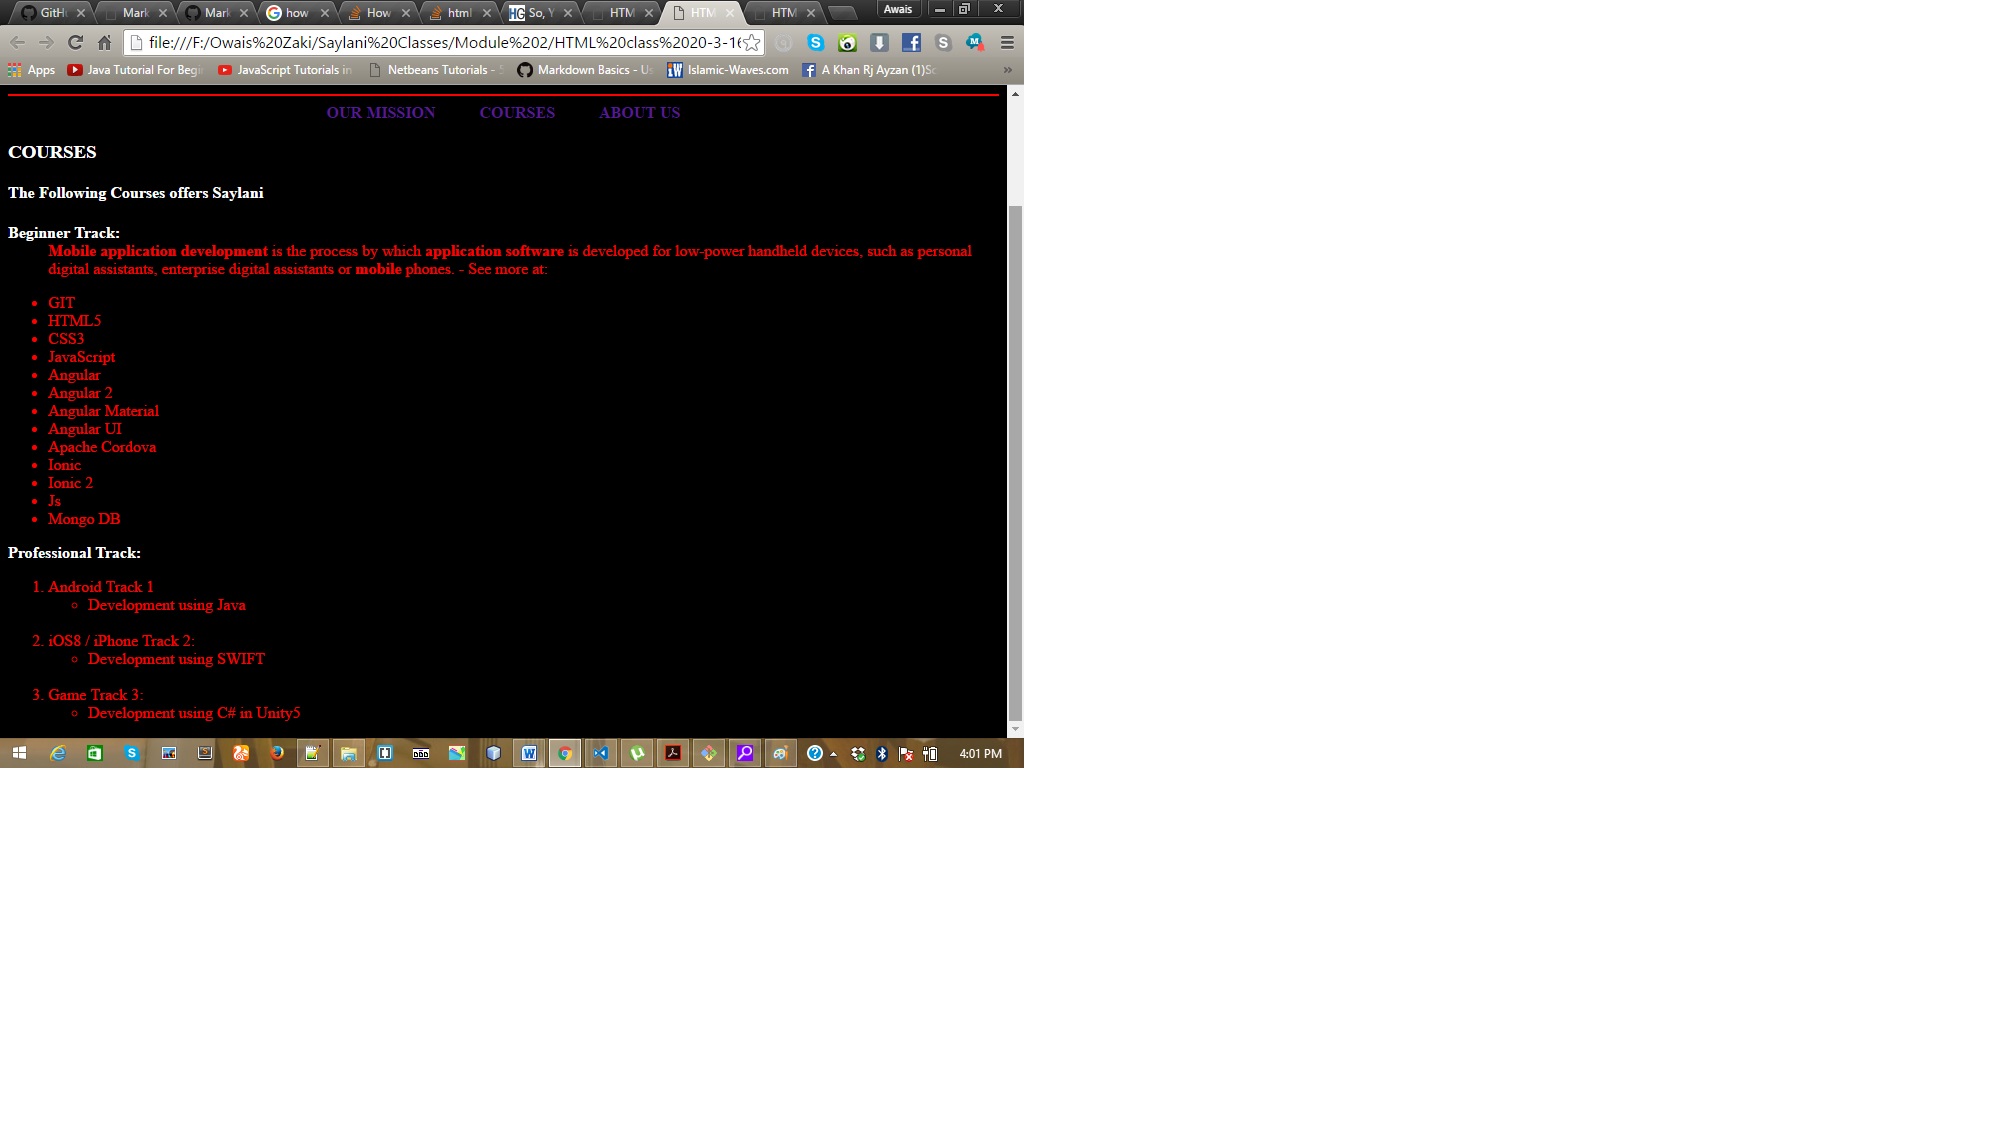 GitH Mark Mark how How html So, Y HTM HTM HTM Awais
file:///F:/Owais%20Zaki/Saylani%20Classes/Module%202/HTML%20class%2020-3-16
Apps Java Tutorial For Begi JavaScript Tutorials in Netbeans Tutorials - Markdown Basics - Us Islamic-Waves.com A Khan Rj Ayzan (1)Sc »
OUR MISSION COURSES ABOUT US
COURSES
The Following Courses offers Saylani
Beginner Track:
Mobile application development is the process by which application software is developed for low-power handheld devices, such as personal
digital assistants, enterprise digital assistants or mobile phones. - See more at:
• GIT
• HTML5
• CSS3
• JavaScript
• Angular
• Angular 2
• Angular Material
• Angular UI
• Apache Cordova
• Ionic
• Ionic 2
• Js
• Mongo DB
Professional Track:
1. Android Track 1
◦ Development using Java
2. iOS8 / iPhone Track 2:
◦ Development using SWIFT
3. Game Track 3:
◦ Development using C# in Unity5
4:01 PM